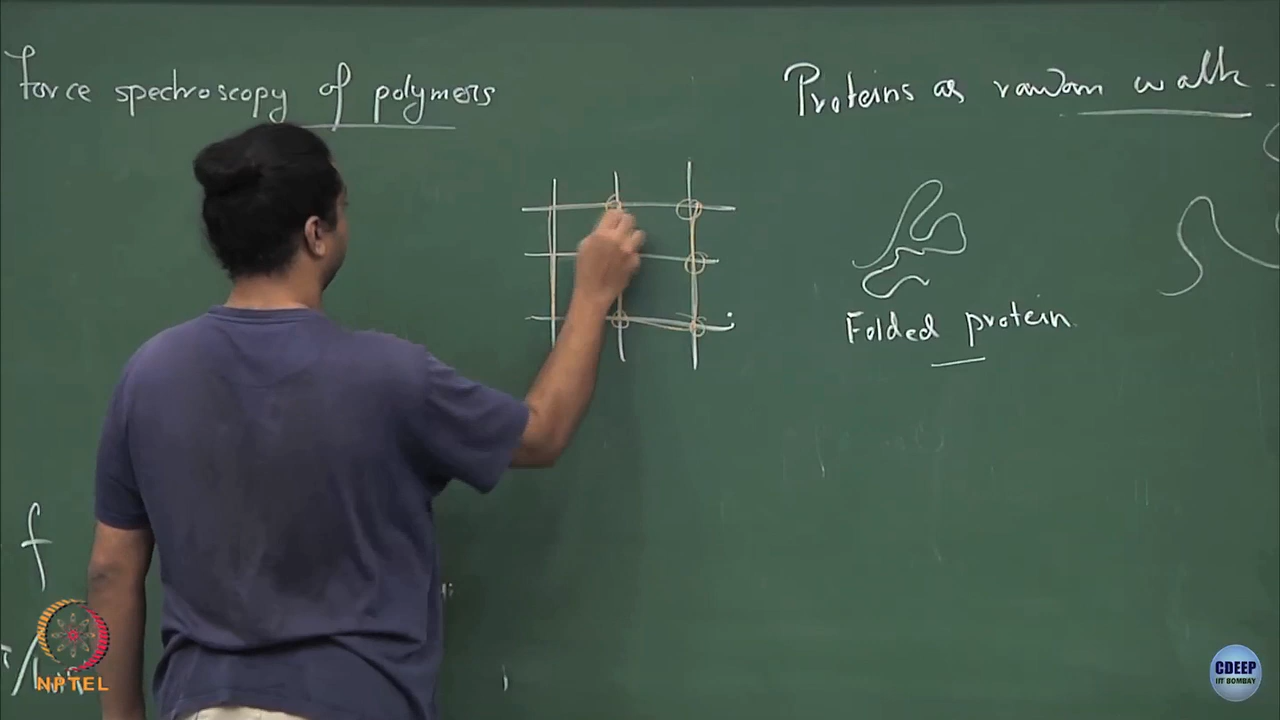 Force spectroscopy of polymers
Proteins as random walk
Folded protein
f
NPTEL
CDEEP
IIT BOMBAY